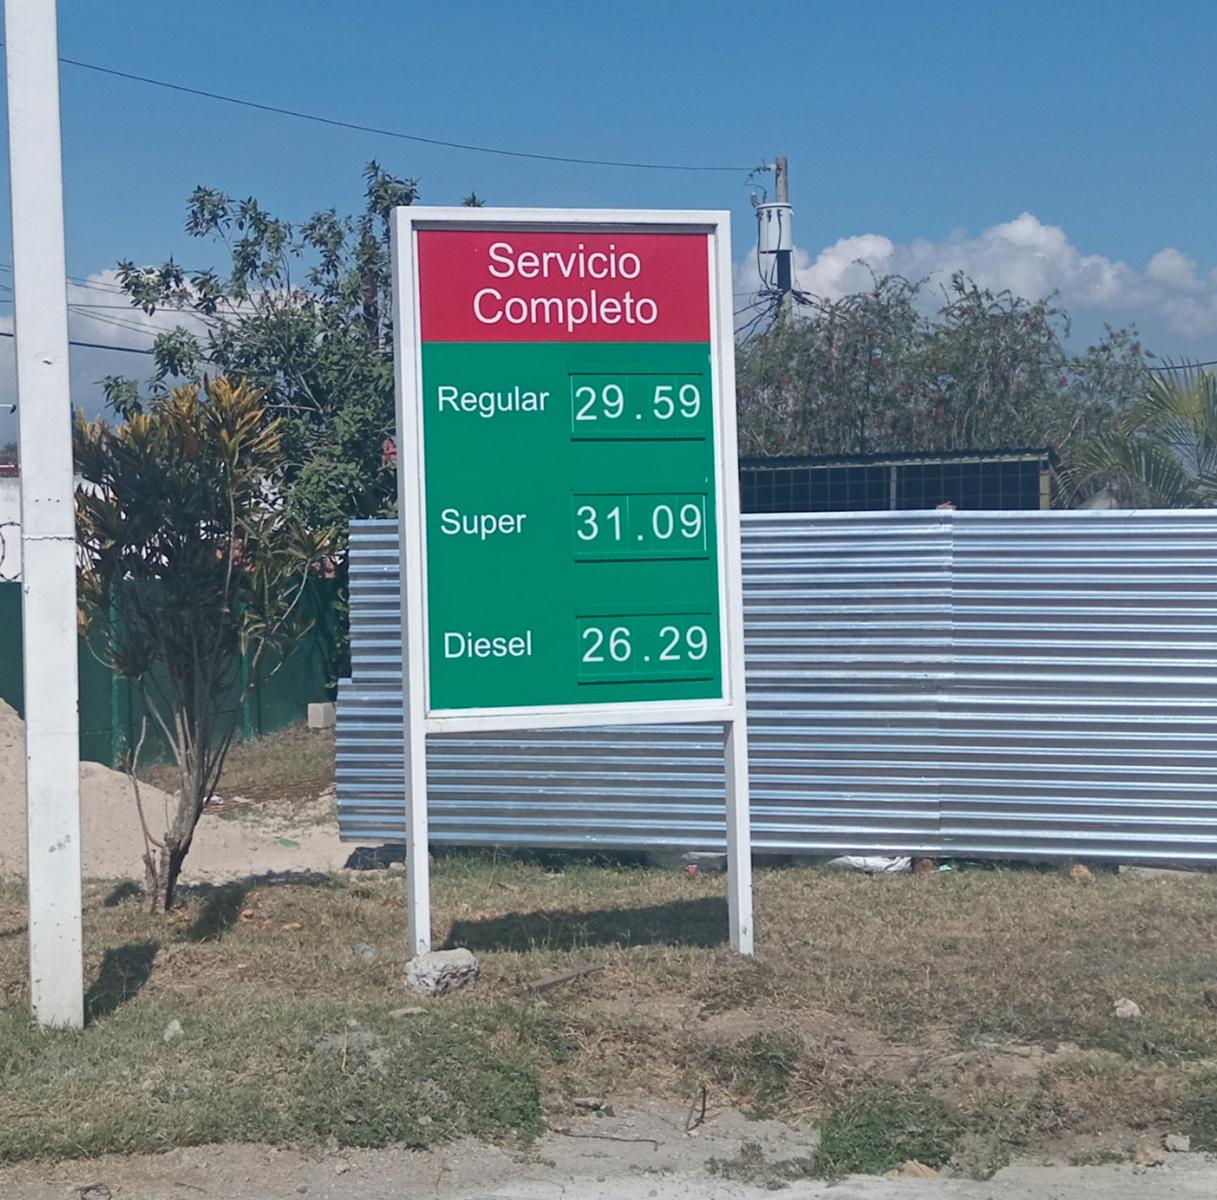 Servicio
Completo
Regular 29.59
Super 31.09
Diesel 26.29